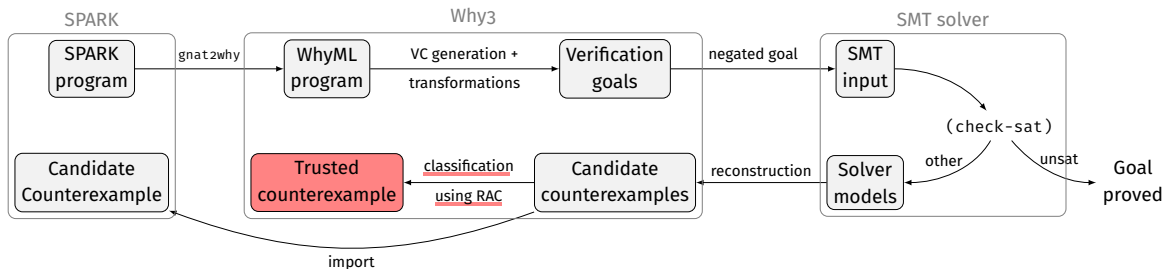 SPARK
Why3
SMT solver
SPARK
program
gnat2why
WhyML
program
VC generation +
transformations
Verification
goals
negated goal
SMT
input
(check-sat)
other
unsat
Goal
proved
Candidate
Counterexample
Trusted
counterexample
classification
using RAC
Candidate
counterexamples
reconstruction
Solver
models
import